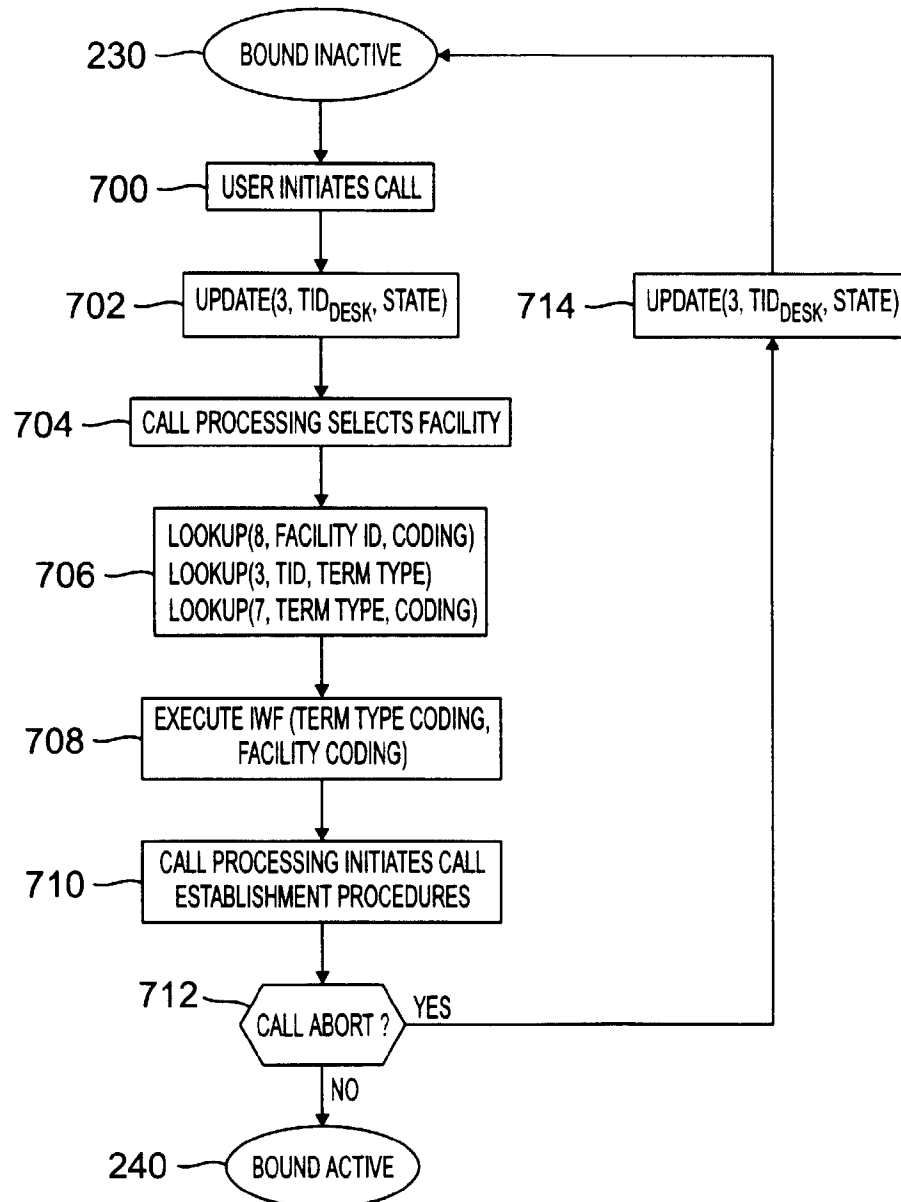 230
BOUND INACTIVE
700
USER INITIATES CALL
702
UPDATE(3, TID_DESK, STATE)
714
UPDATE(3, TID_DESK, STATE)
704
CALL PROCESSING SELECTS FACILITY
706
LOOKUP(8, FACILITY ID, CODING)
LOOKUP(3, TID, TERM TYPE)
LOOKUP(7, TERM TYPE, CODING)
708
EXECUTE IWF (TERM TYPE CODING,
FACILITY CODING)
710
CALL PROCESSING INITIATES CALL
ESTABLISHMENT PROCEDURES
712
CALL ABORT ?
YES
NO
240
BOUND ACTIVE